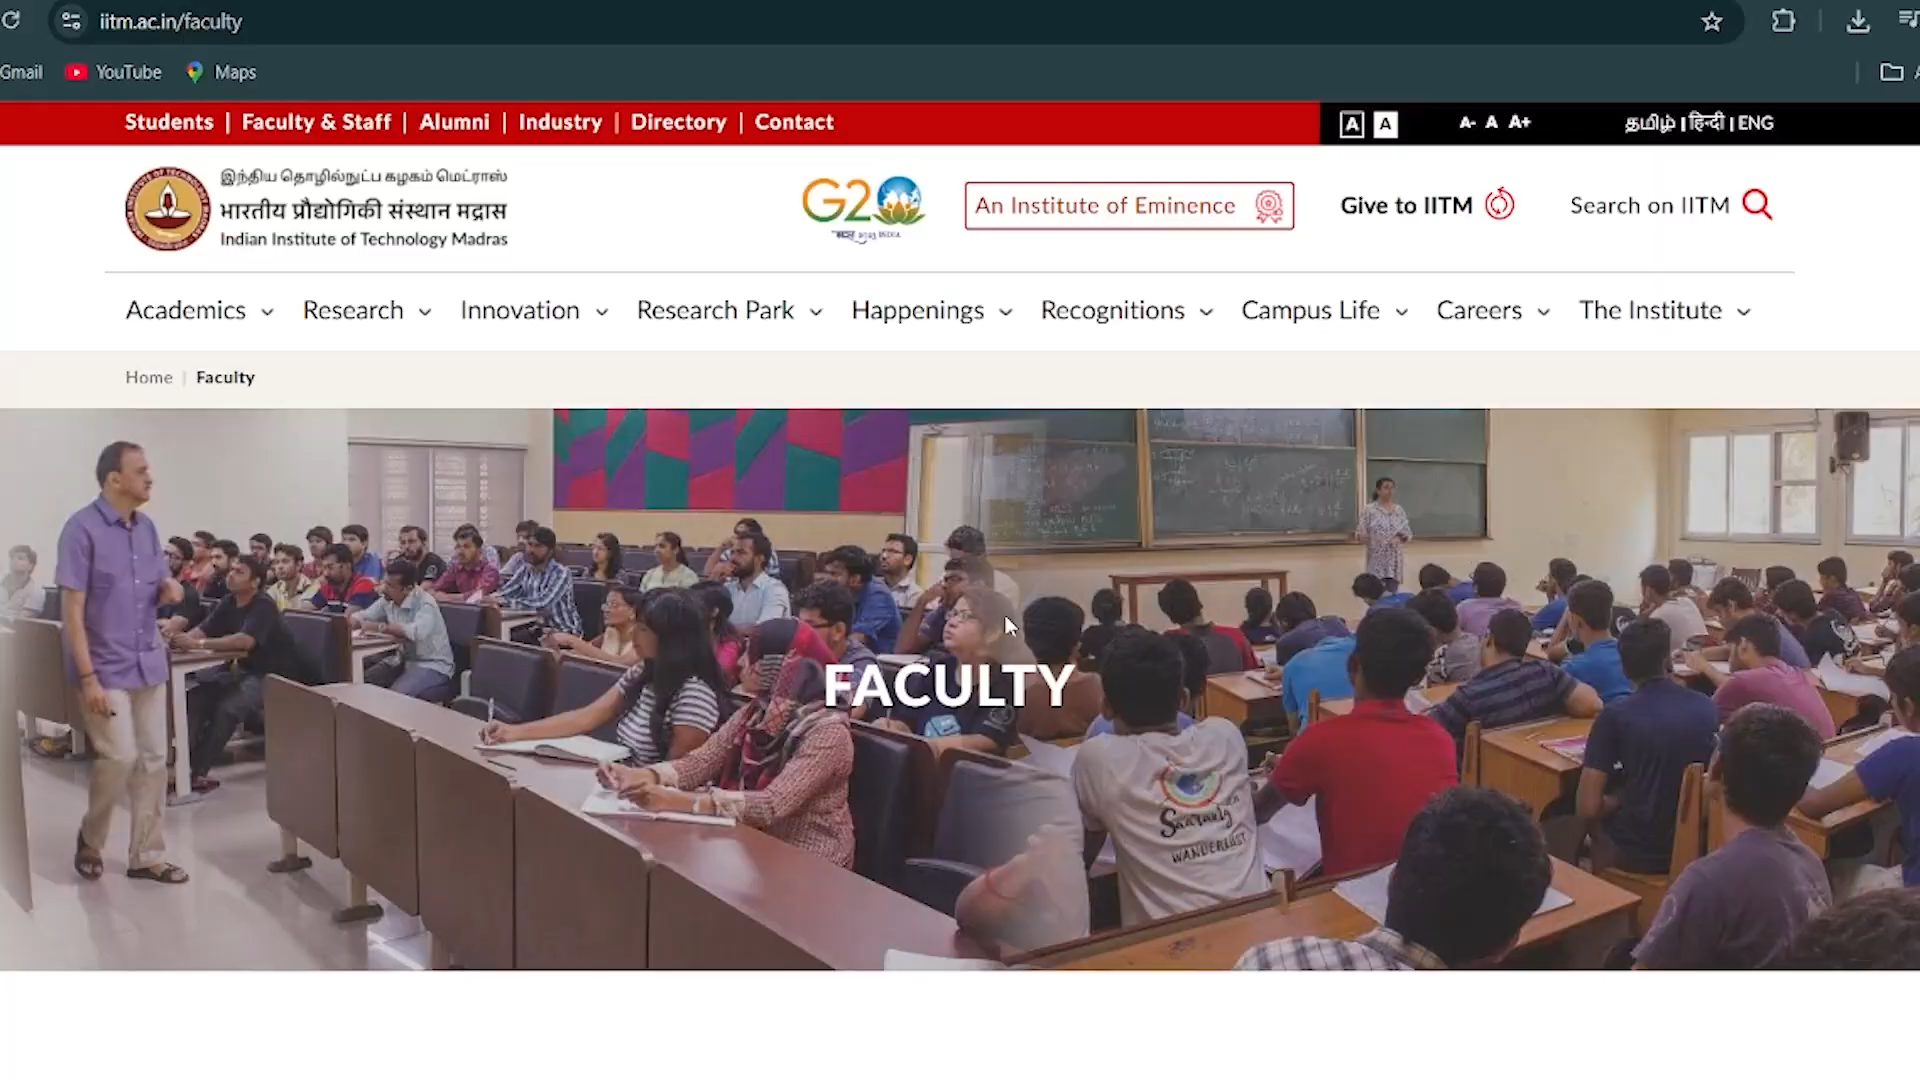 iitm.ac.in/faculty
Gmail YouTube Maps
Students | Faculty & Staff | Alumni | Industry | Directory | Contact
A A A- A A+ தமிழ் | हिन्दी | ENG
இந்திய தொழில்நுட்ப கழகம் மெட்ராஸ்
भारतीय प्रौद्योगिकी संस्थान मद्रास
Indian Institute of Technology Madras
G20
An Institute of Eminence
Give to IITM
Search on IITM
Academics Research Innovation Research Park Happenings Recognitions Campus Life Careers The Institute
Home | Faculty
FACULTY
Saarang
WANDERLUST